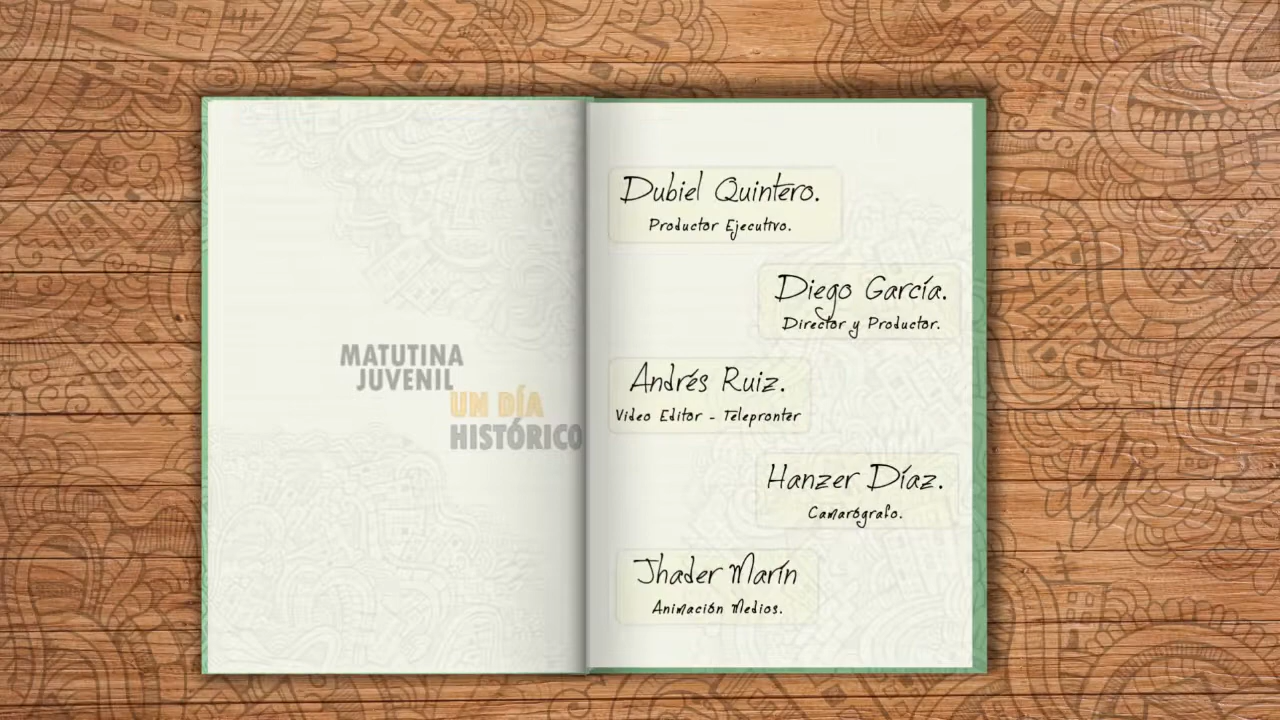 MATUTINA
JUVENIL
UN DÍA
HISTÓRICO
Dubiel Quintero.
Productor Ejecutivo.
Diego García.
Director y Productor.
Andrés Ruiz.
Video Editor - Telepronter
Hanzer Díaz.
Camarógrafo.
Jhader Marín
Animación Medios.